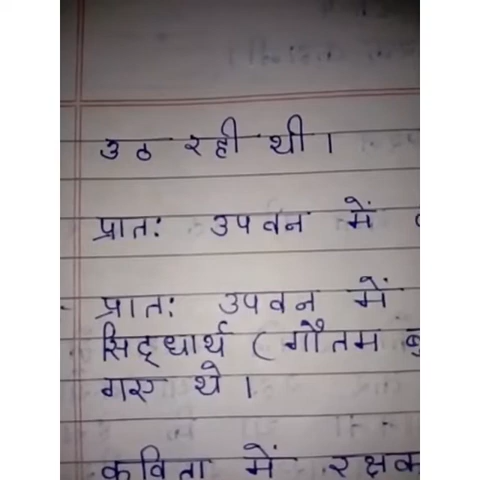 उठ रही थी।
प्रातः उपवन में
प्रातः उपवन में
सिद्धार्थ (गौतम
गए थे।
कविता में रक्षक